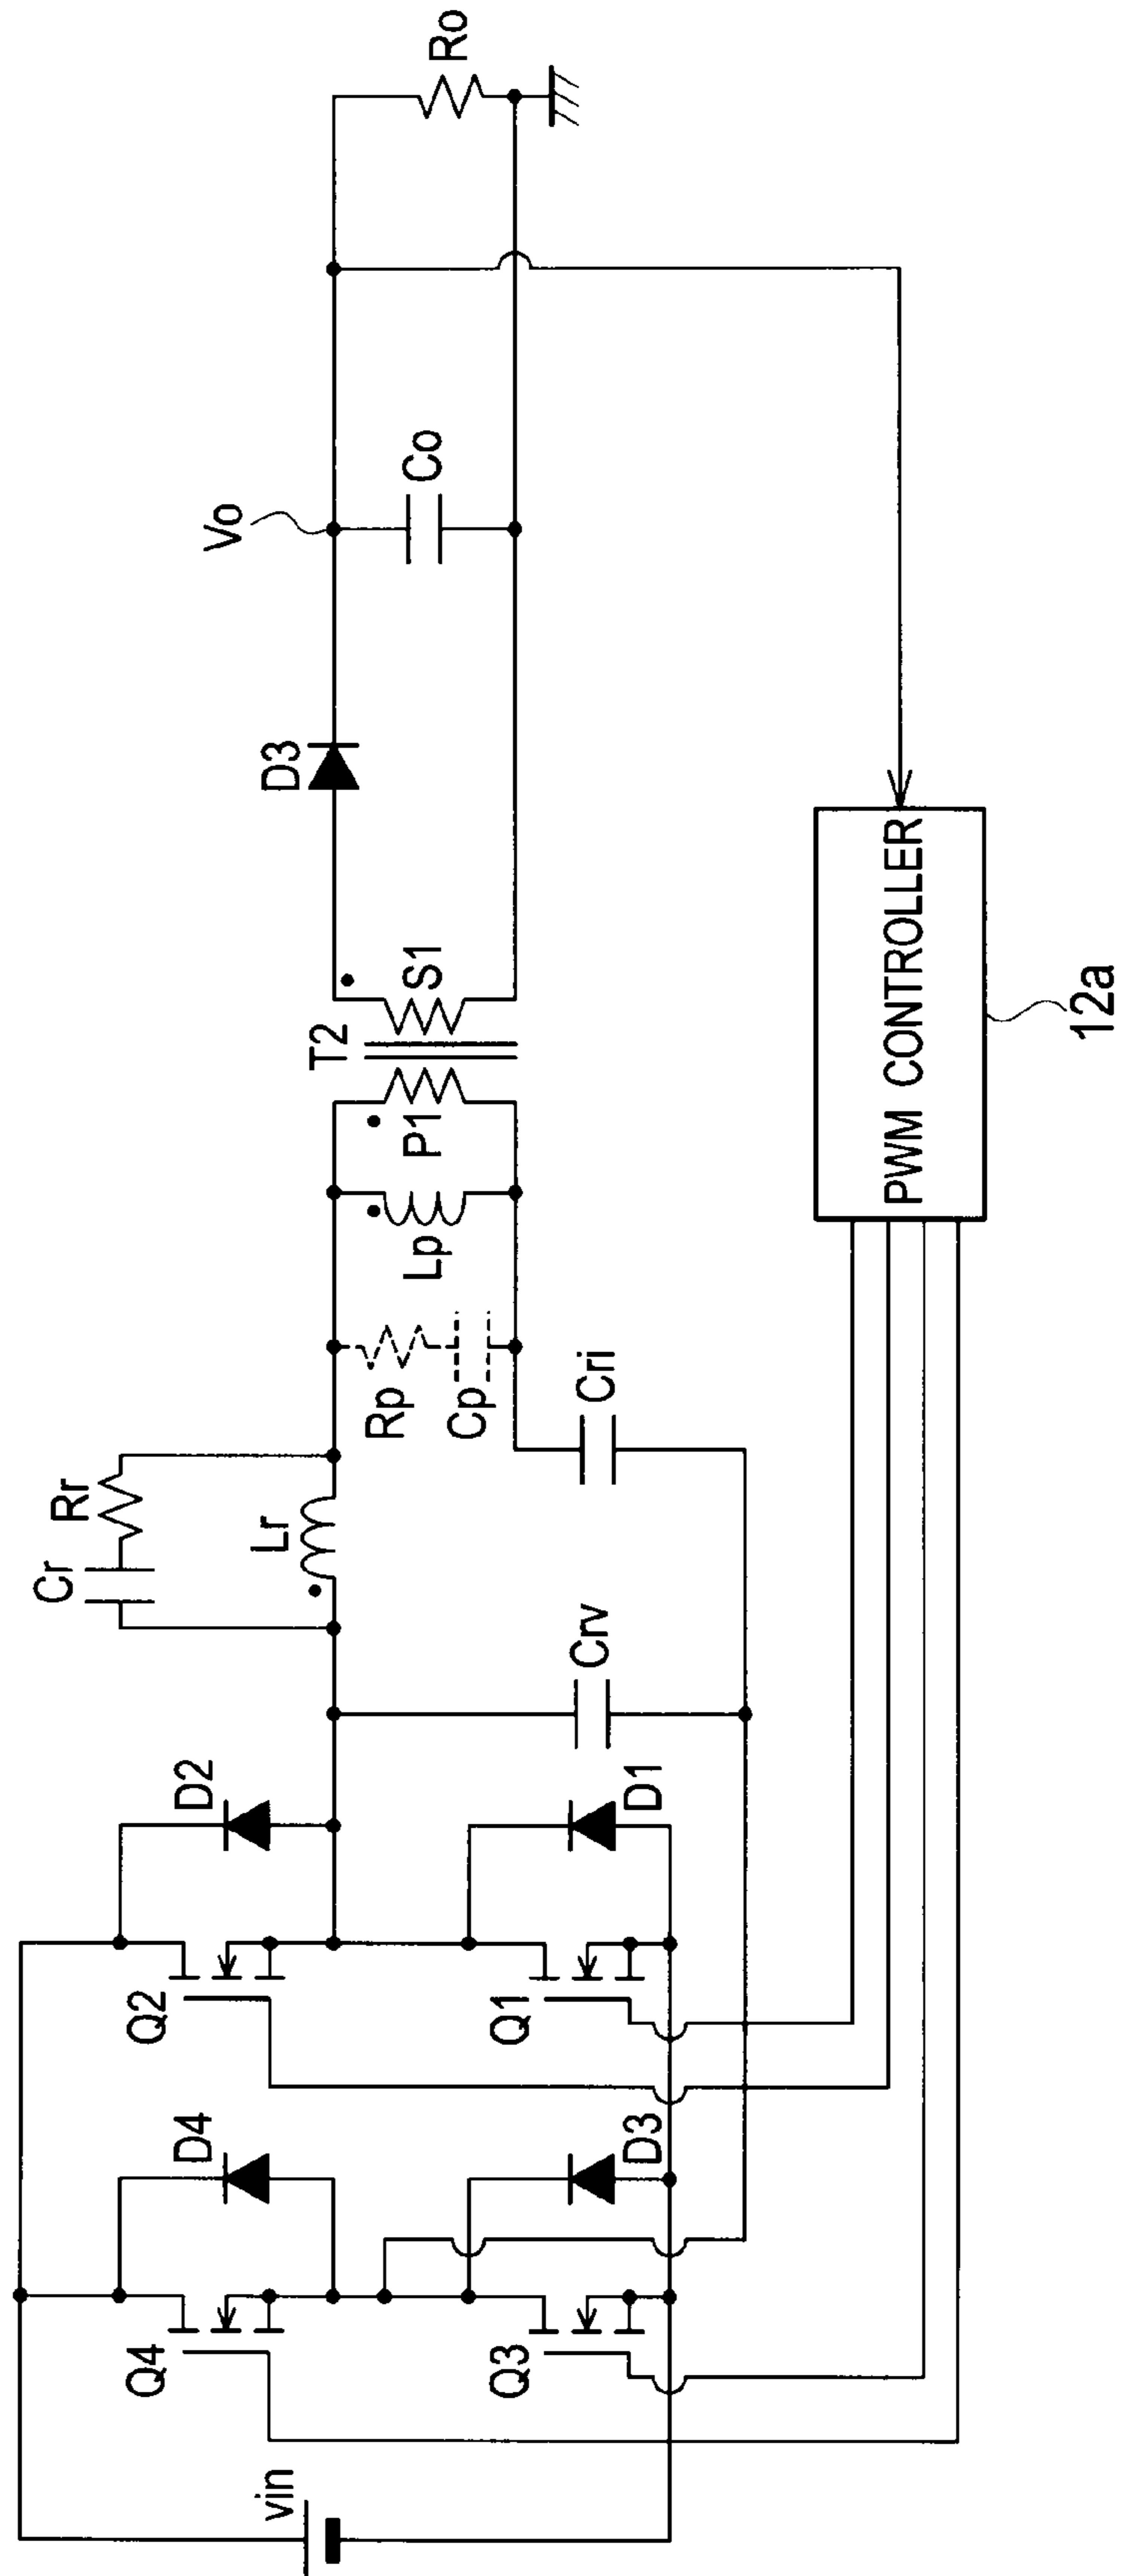 vin
Q4
D4
Q3
D3
Q2
D2
Q1
D1
Crv
Cr
Rr
Lr
Cri
Rp
Cp
Lp
P1
T2
S1
D3
Vo
Co
Ro
PWM CONTROLLER
12a